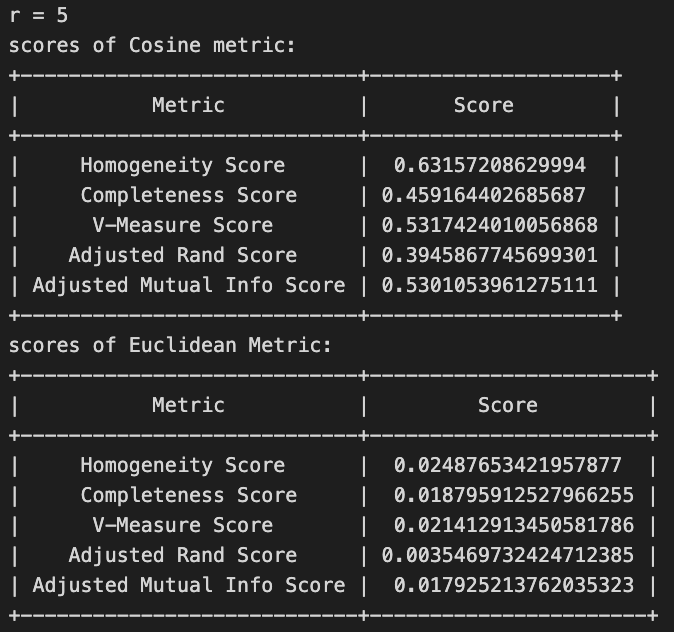 r = 5
scores of Cosine metric:
+----------------------------+--------------------+
|           Metric           |       Score        |
+----------------------------+--------------------+
|     Homogeneity Score      |  0.63157208629994  |
|     Completeness Score     | 0.459164402685687  |
|      V-Measure Score       | 0.5317424010056868 |
|    Adjusted Rand Score     | 0.3945867745699301 |
| Adjusted Mutual Info Score | 0.5301053961275111 |
+----------------------------+--------------------+
scores of Euclidean Metric:
+----------------------------+-----------------------+
|           Metric           |         Score         |
+----------------------------+-----------------------+
|     Homogeneity Score      |  0.02487653421957877  |
|     Completeness Score     | 0.018795912527966255 |
|      V-Measure Score       | 0.021412913450581786 |
|    Adjusted Rand Score     | 0.0035469732424712385 |
| Adjusted Mutual Info Score |  0.017925213762035323 |
+----------------------------+-----------------------+